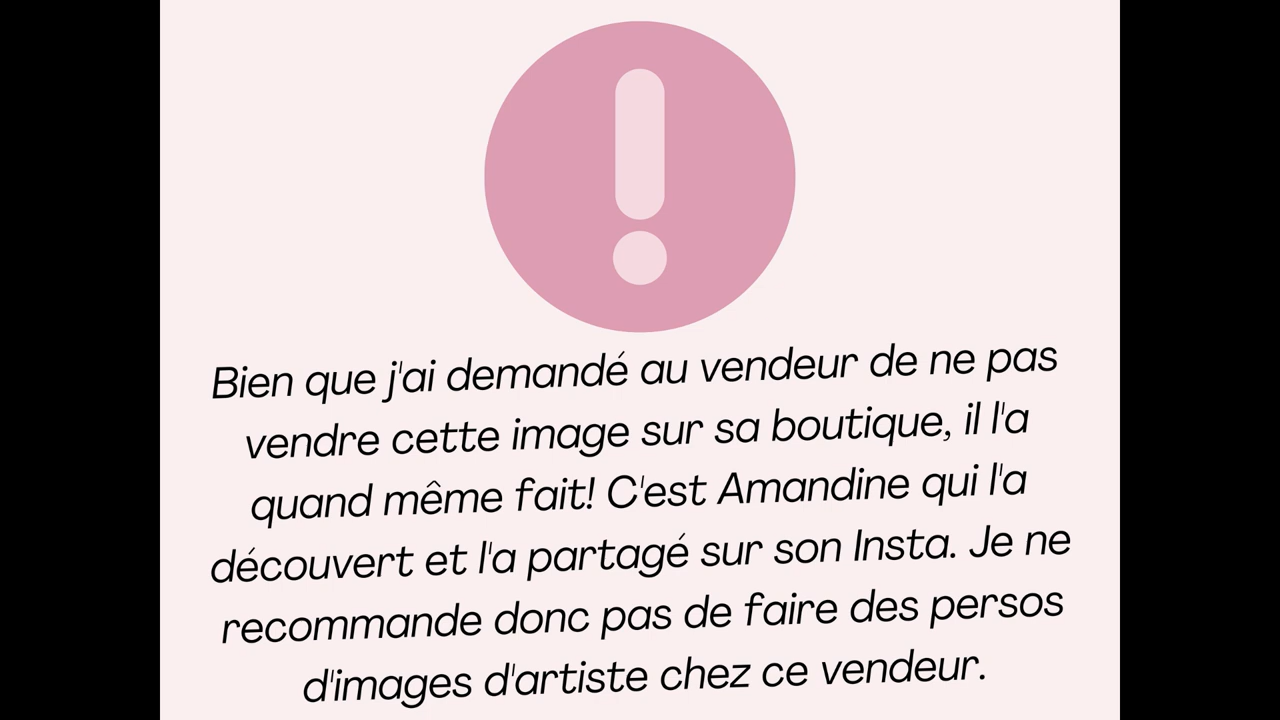 Bien que j'ai demandé au vendeur de ne pas
vendre cette image sur sa boutique, il l'a
quand même fait! C'est Amandine qui l'a
découvert et l'a partagé sur son Insta. Je ne
recommande donc pas de faire des persos
d'images d'artiste chez ce vendeur.